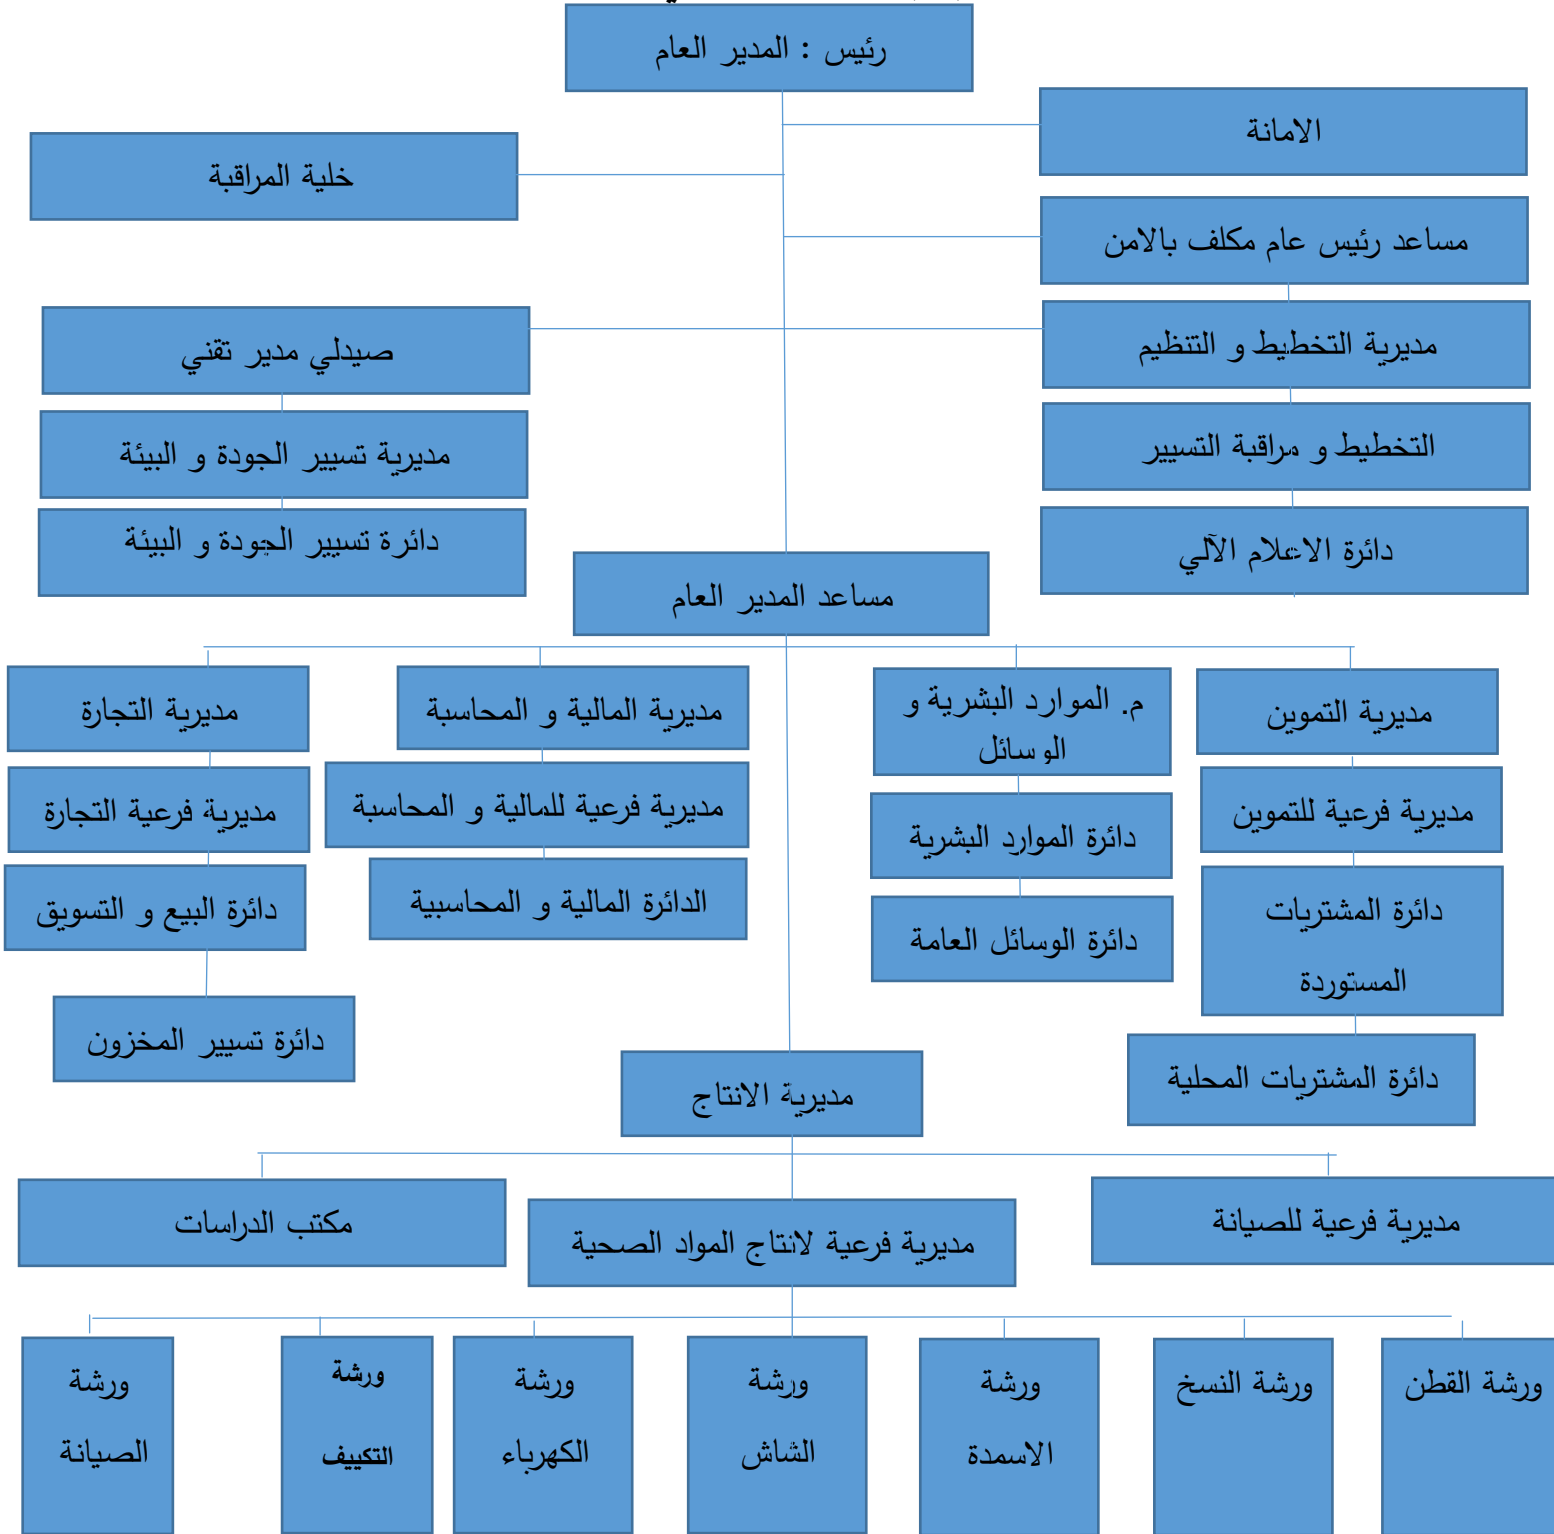 رئيس : المدير العام
الامانة
خلية المراقبة
مساعد رئيس عام مكلف بالامن
مديرية التخطيط و التنظيم
صيدلي مدير تقني
التخطيط و مراقبة التسيير
مديرية تسيير الجودة و البيئة
دائرة الاعلام الآلي
دائرة تسيير الجودة و البيئة
مساعد المدير العام
مديرية التموين
م. الموارد البشرية و
الوسائل
مديرية المالية و المحاسبة
مديرية التجارة
مديرية فرعية للتموين
دائرة الموارد البشرية
مديرية فرعية للمالية و المحاسبة
مديرية فرعية التجارة
دائرة المشتريات
المستوردة
دائرة الوسائل العامة
الدائرة المالية و المحاسبية
دائرة البيع و التسويق
دائرة المشتريات المحلية
دائرة تسيير المخزون
مديرية الانتاج
مديرية فرعية للصيانة
مديرية فرعية لانتاج المواد الصحية
مكتب الدراسات
ورشة القطن
ورشة النسخ
ورشة
الاسمدة
ورشة
الشاش
ورشة
الكهرباء
ورشة
التكييف
ورشة
الصيانة